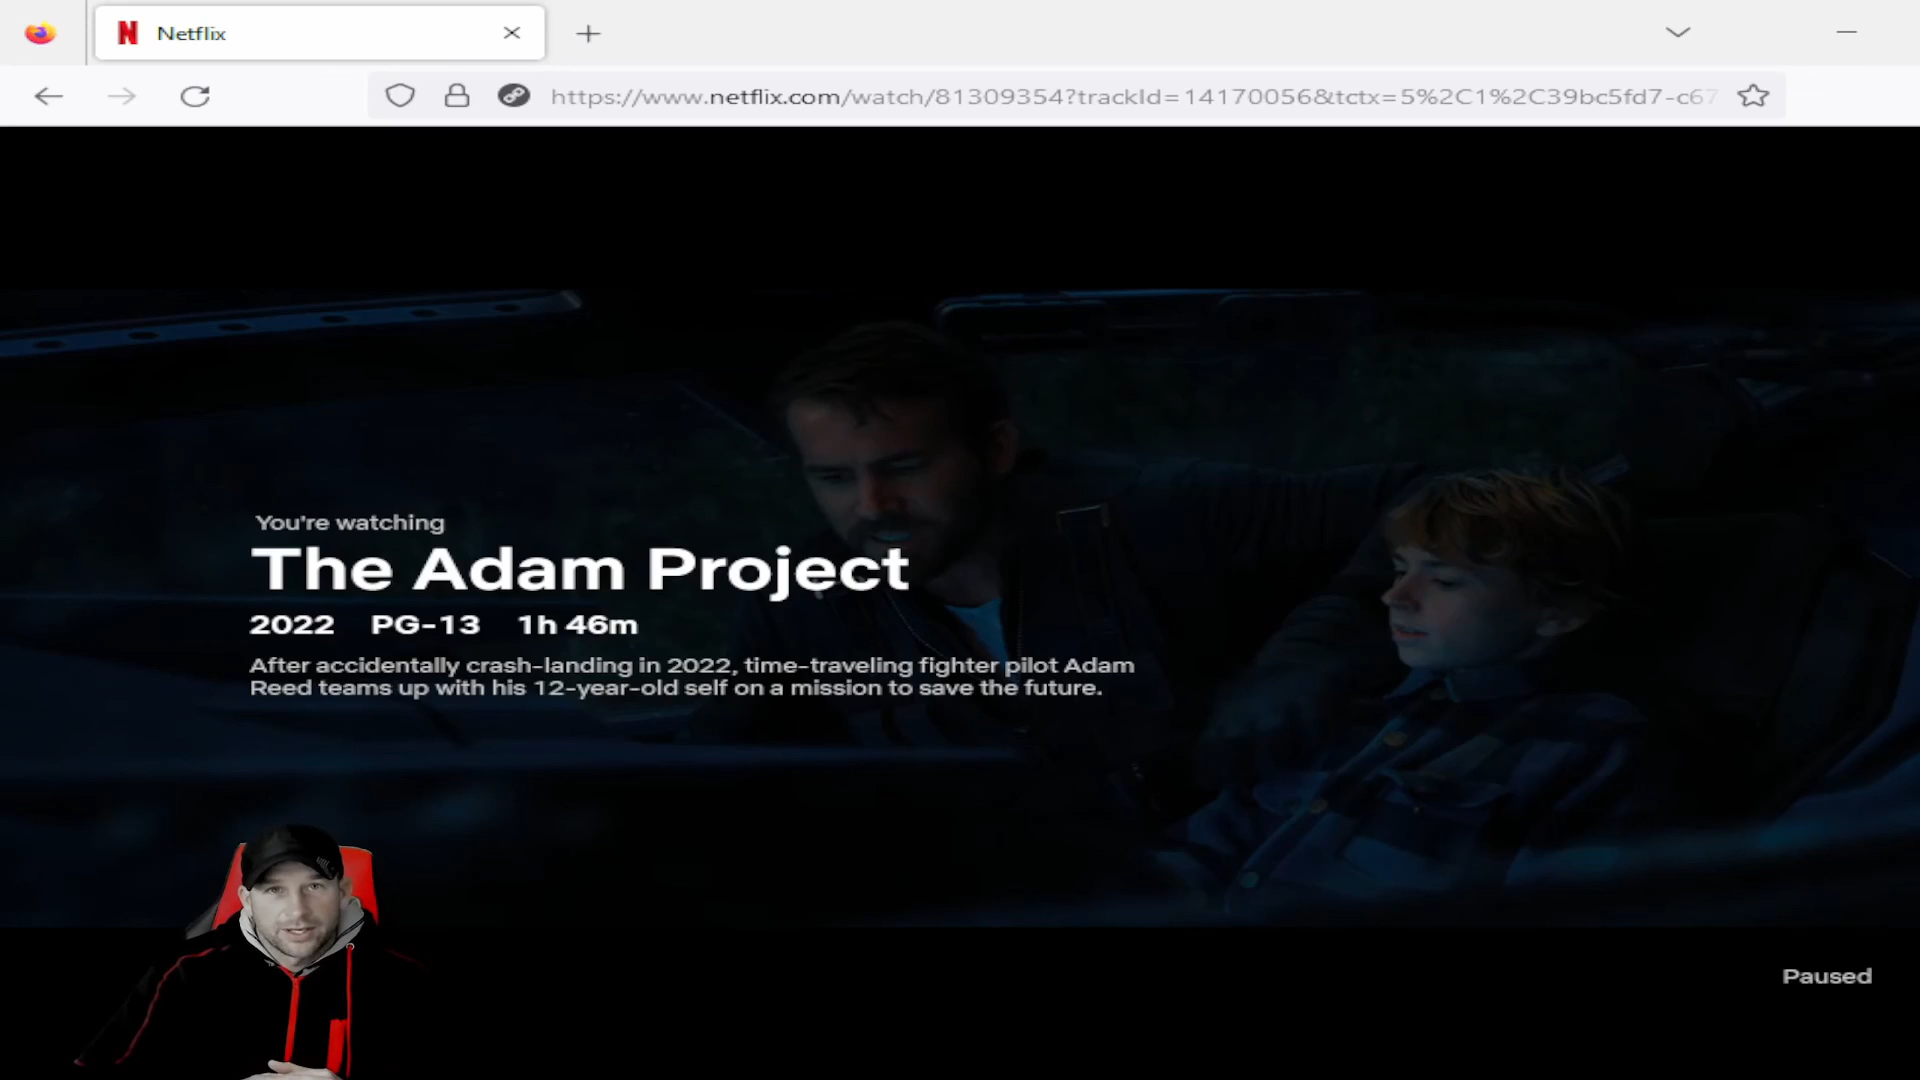 Netflix
https://www.netflix.com/watch/81309354?trackId=14170056&tctx=5%2C1%2C39bc5fd7-c67
You're watching
The Adam Project
2022 PG-13 1h 46m
After accidentally crash-landing in 2022, time-traveling fighter pilot Adam
Reed teams up with his 12-year-old self on a mission to save the future.
Paused